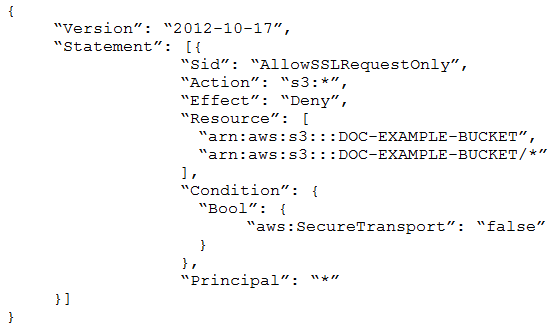 {
“Version”: “2012-10-17”,
“Statement”: [{
“Sid”: “AllowSSLRequestOnly”,
“Action”: “s3:*”,
“Effect”: “Deny”,
“Resource”: [
“arn:aws:s3:::DOC-EXAMPLE-BUCKET”,
“arn:aws:s3:::DOC-EXAMPLE-BUCKET/*”
],
“Condition”: {
“Bool”: {
“aws:SecureTransport”: “false”
}
},
“Principal”: “*”
}]
}